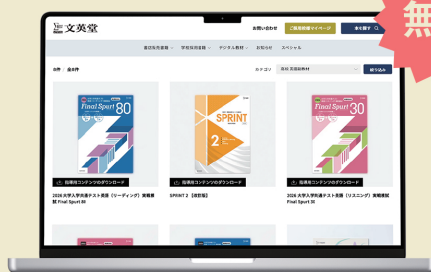 無
文英堂
お問い合わせ
ご採用校様マイページ
本を探す
書店販売書籍
学校採用書籍
デジタル教材
お知らせ
スペシャル
8件 / 全8件
カテゴリ
高校 英語副教材
絞り込み
Final Spurt 80
SPRINT
2
Final Spurt 30
指導用コンテンツのダウンロード
指導用コンテンツのダウンロード
指導用コンテンツのダウンロード
2026 大学入学共通テスト英語【リーディング】実戦模
試 Final Spurt 80
SPRINT 2 【改訂版】
2026 大学入学共通テスト英語【リスニング】実戦模試
Final Spurt 30